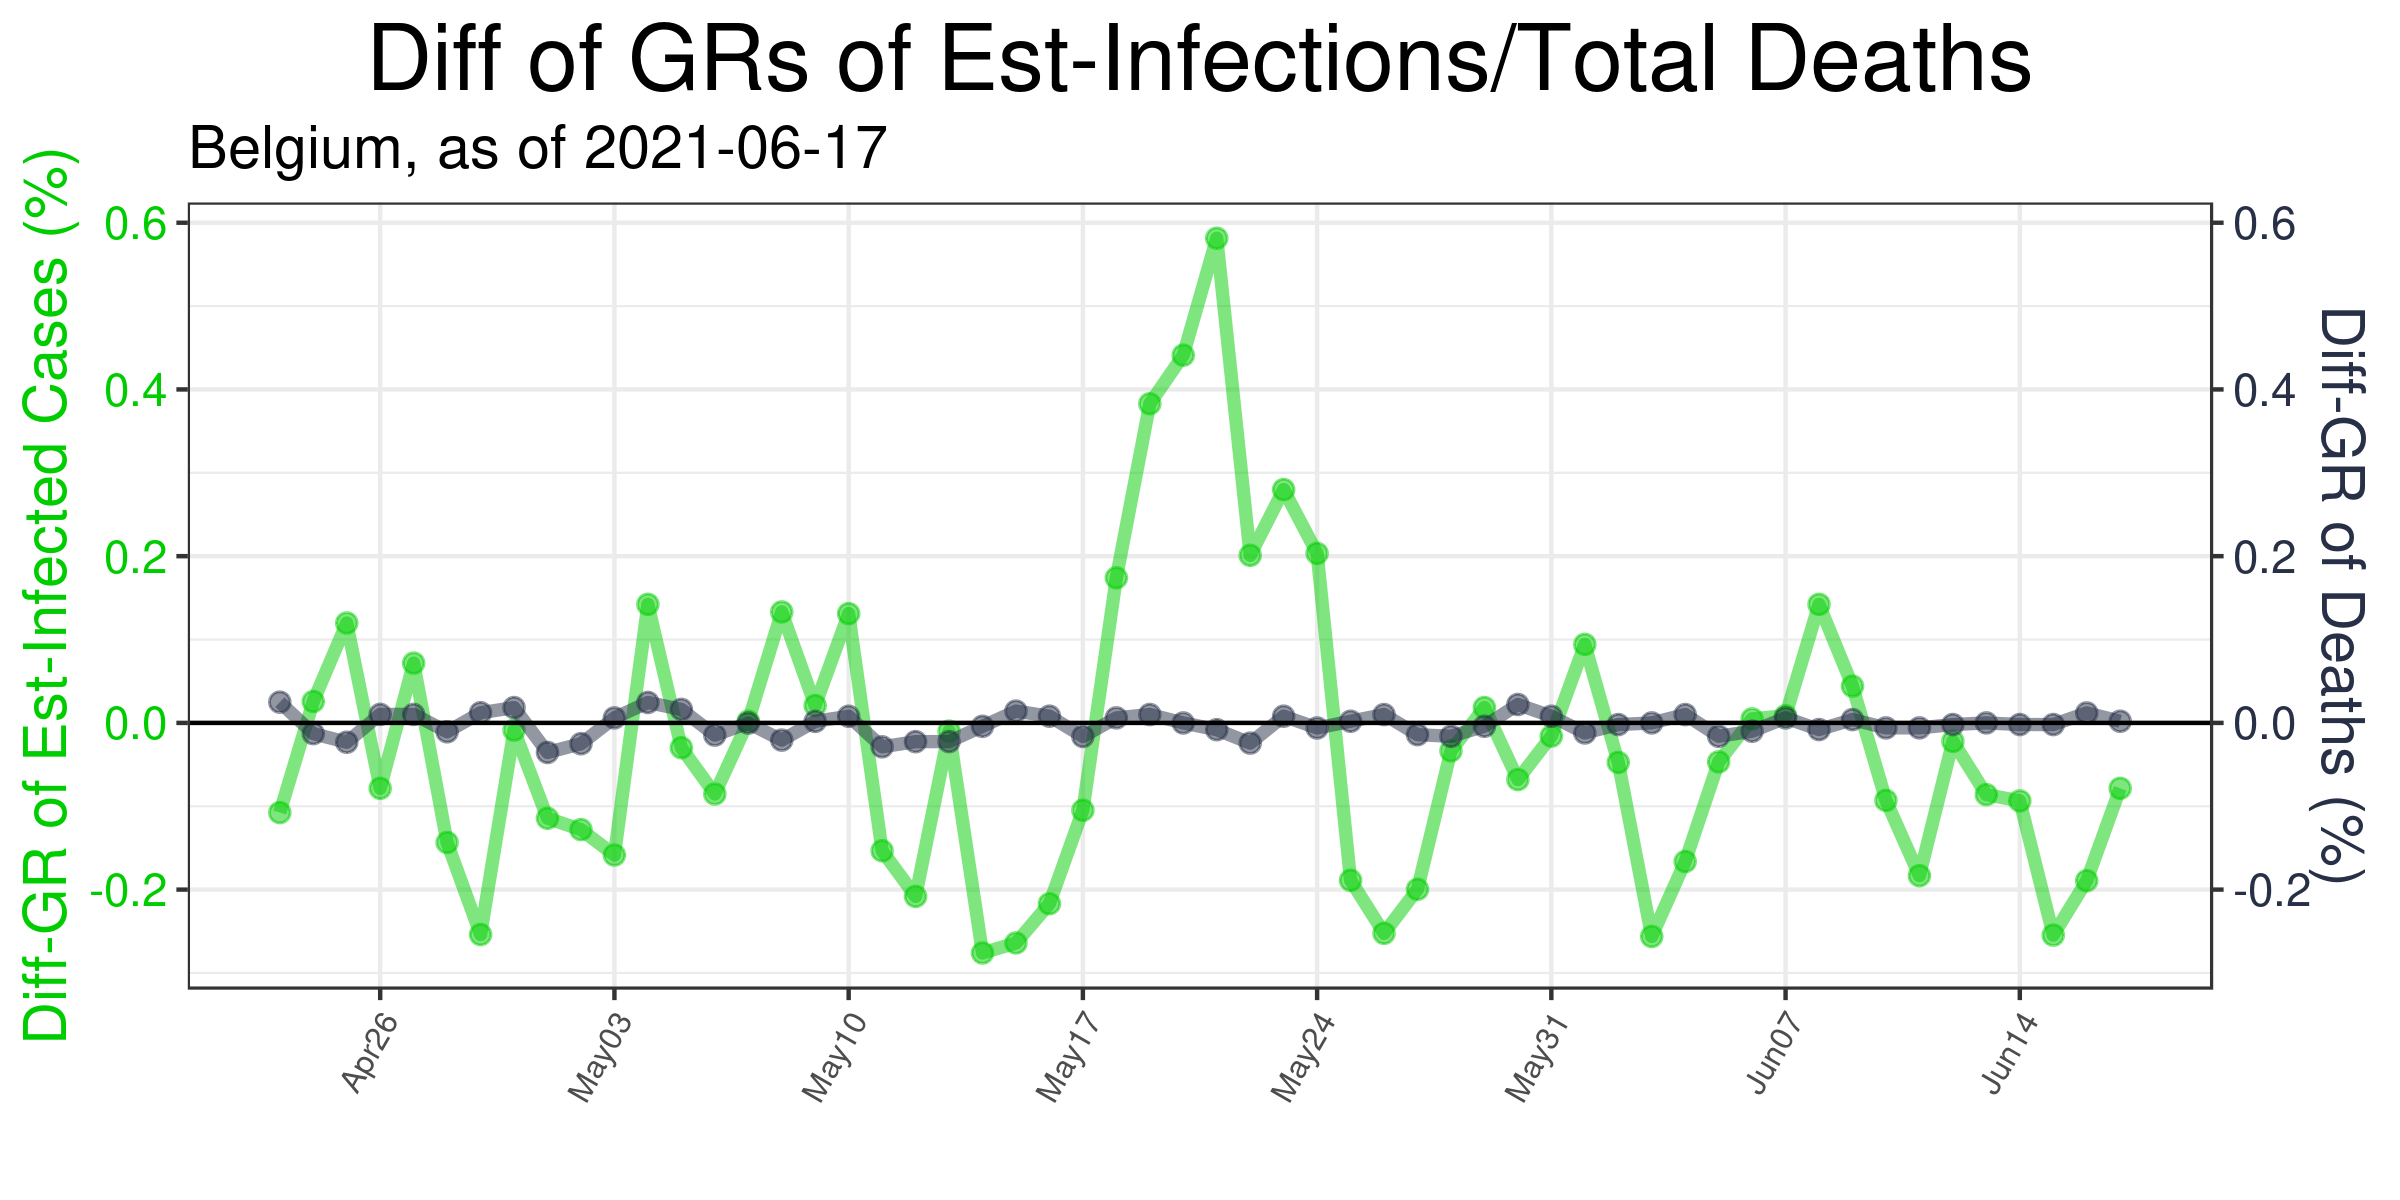 Diff of GRs of Est-Infections/Total Deaths
Belgium, as of 2021-06-17
Diff-GR of Est-Infected Cases (%)
0.6
0.4
0.2
0.0
-0.2
0.6
0.4
0.2
0.0
-0.2
Diff-GR of Deaths (%)
Apr26
May03
May10
May17
May24
May31
Jun07
Jun14